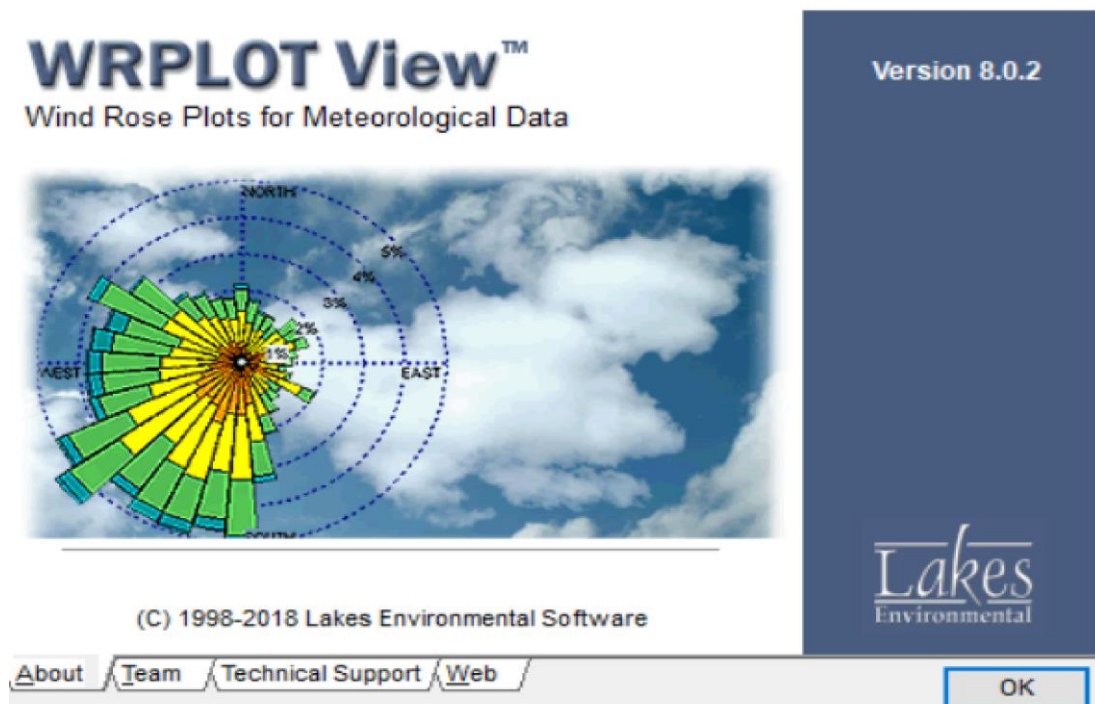 WRPLOT View™
Wind Rose Plots for Meteorological Data
Version 8.0.2
NORTH
5%
4%
3%
2%
1%
WEST
EAST
SOUTH
(C) 1998-2018 Lakes Environmental Software
Lakes
Environmental
About Team Technical Support Web
OK